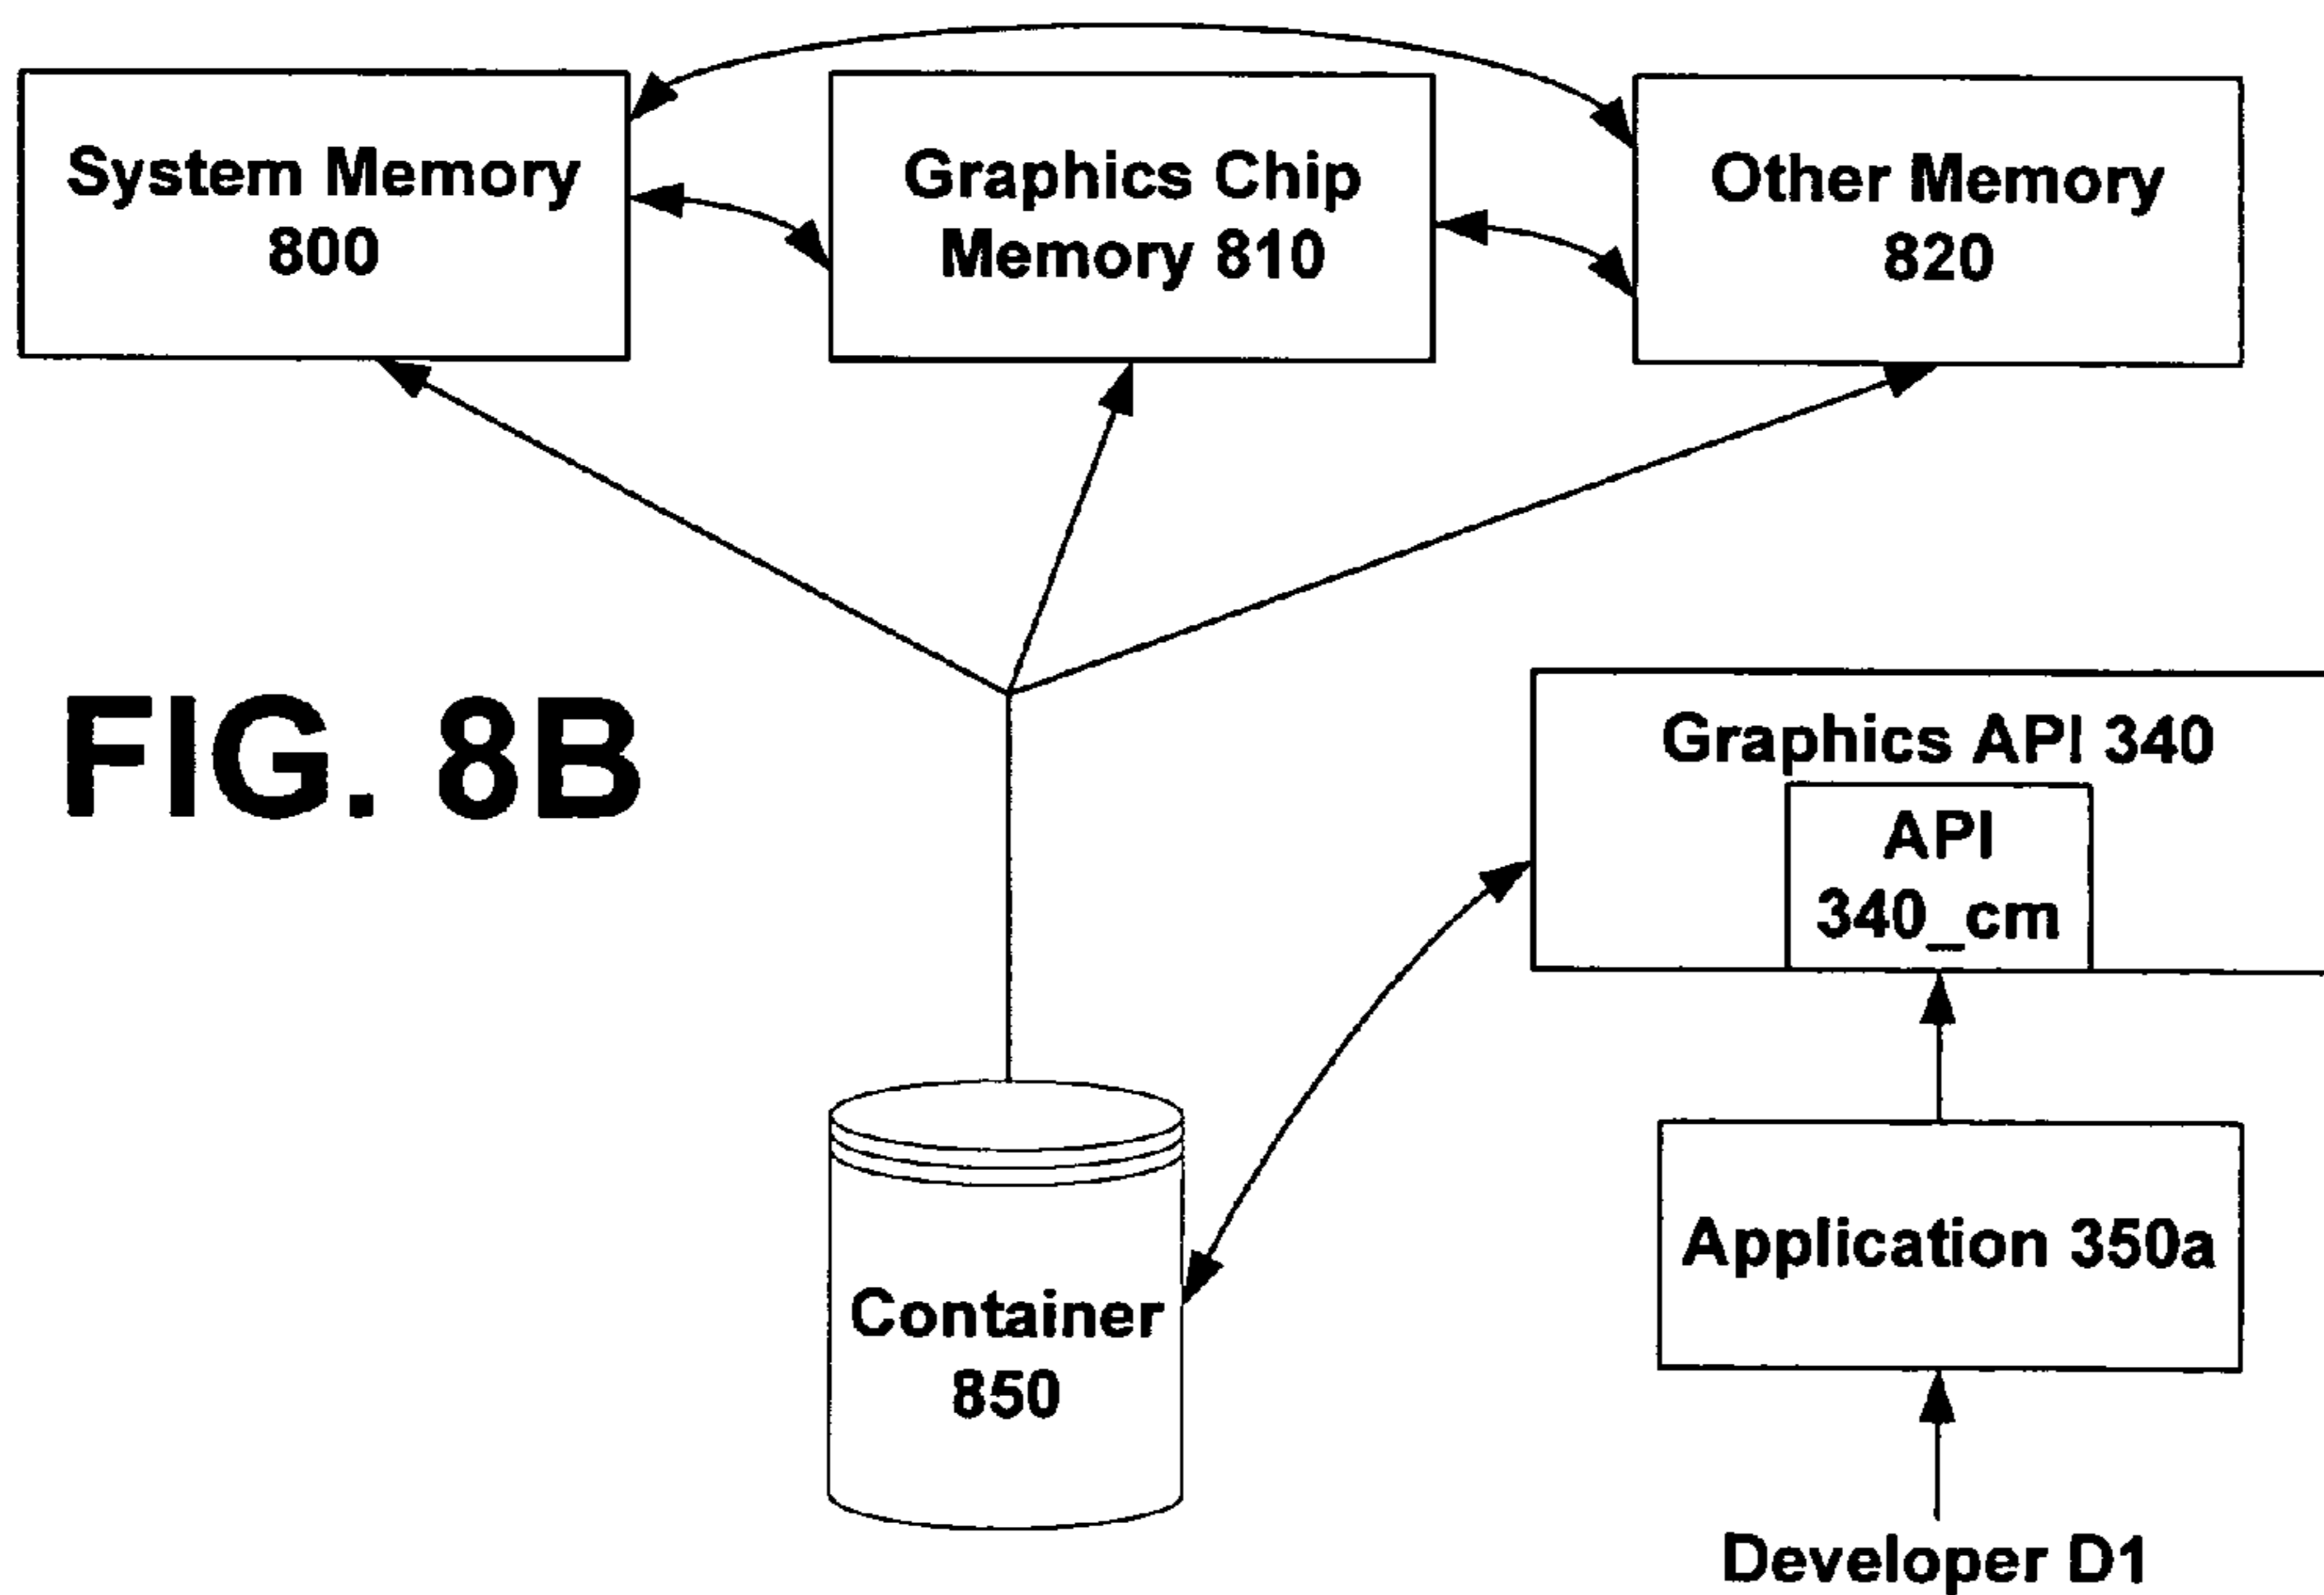 System Memory
800
Graphics Chip
Memory 810
Other Memory
820
FIG. 8B
Graphics API 340
API
340_cm
Application 350a
Container
850
Developer D1